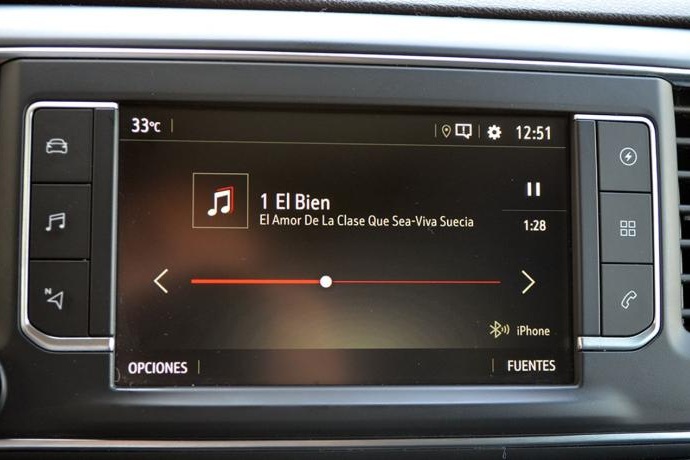 33°C
12:51
1 El Bien
El Amor De La Clase Que Sea-Viva Suecia
1:28
iPhone
OPCIONES
FUENTES
N